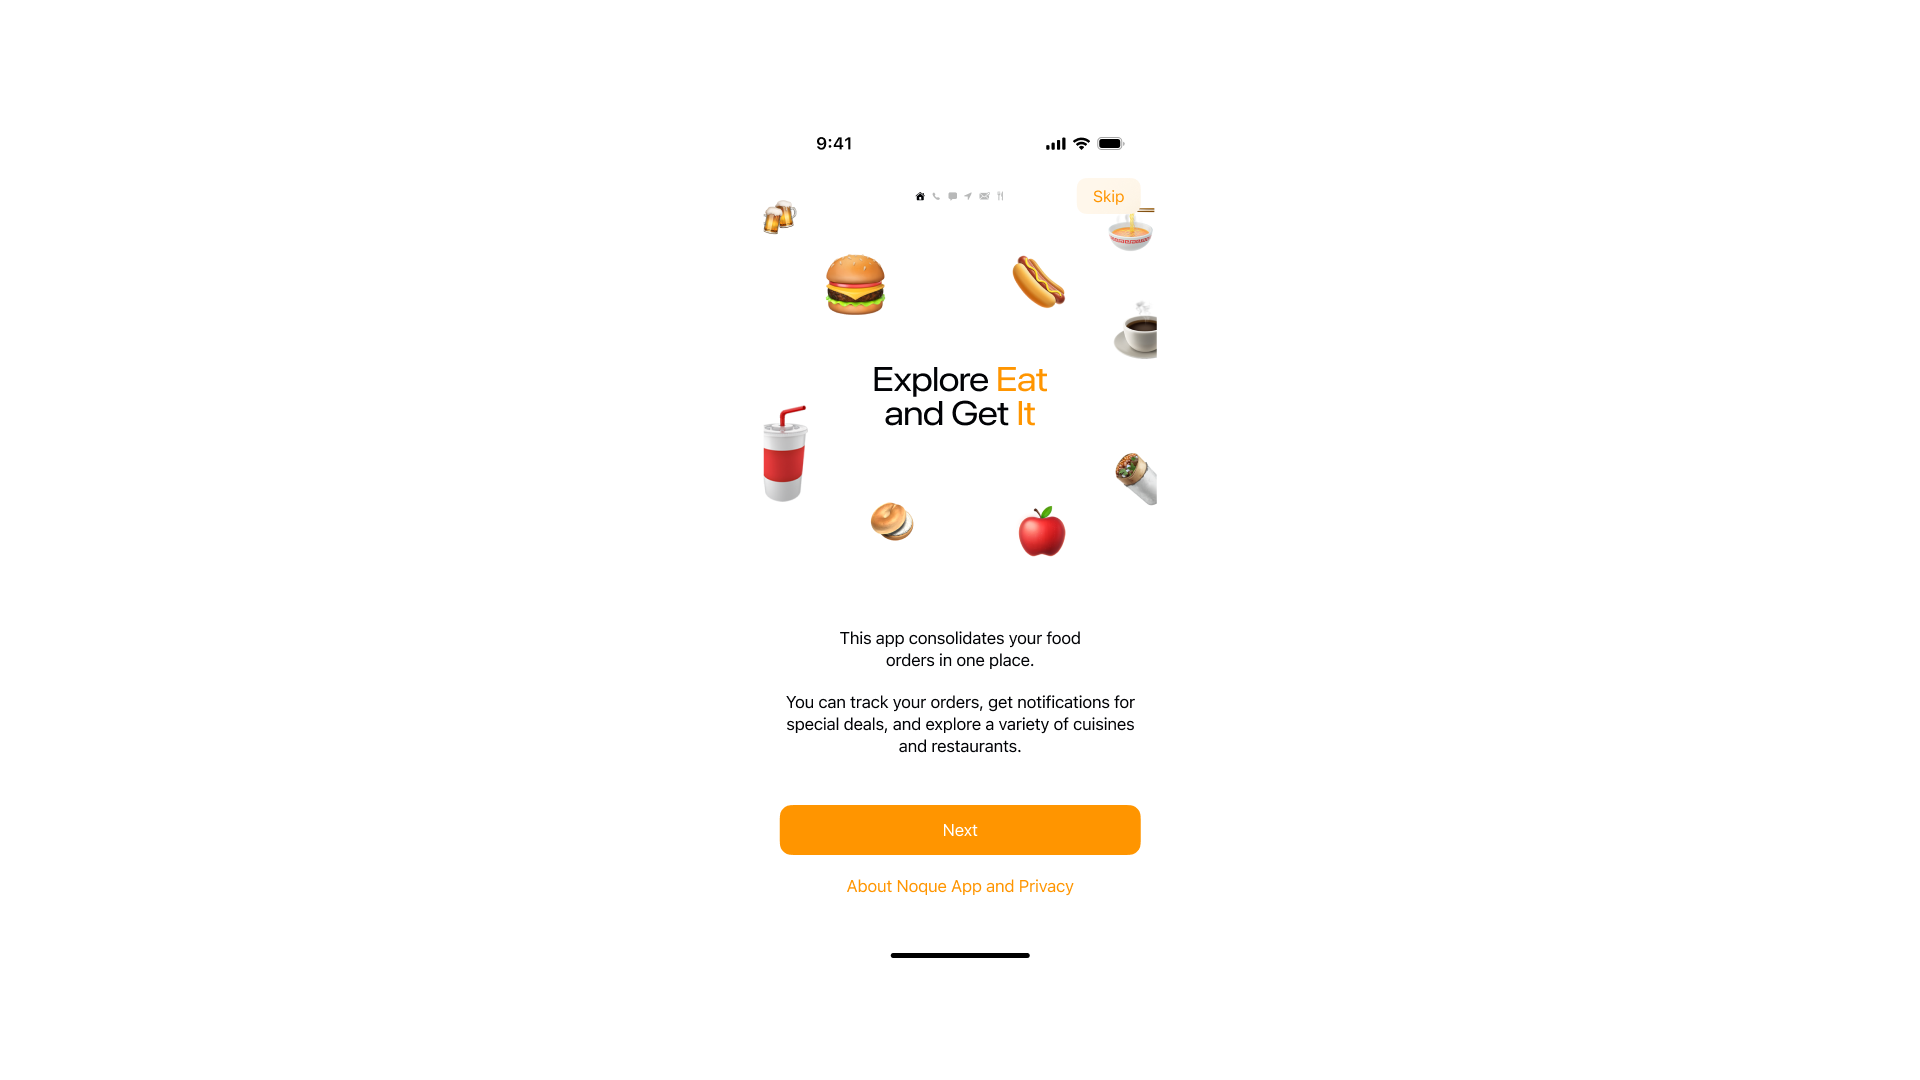 9:41
Skip
Explore Eat
and Get It
This app consolidates your food
orders in one place.
You can track your orders, get notifications for
special deals, and explore a variety of cuisines
and restaurants.
Next
About Noque App and Privacy